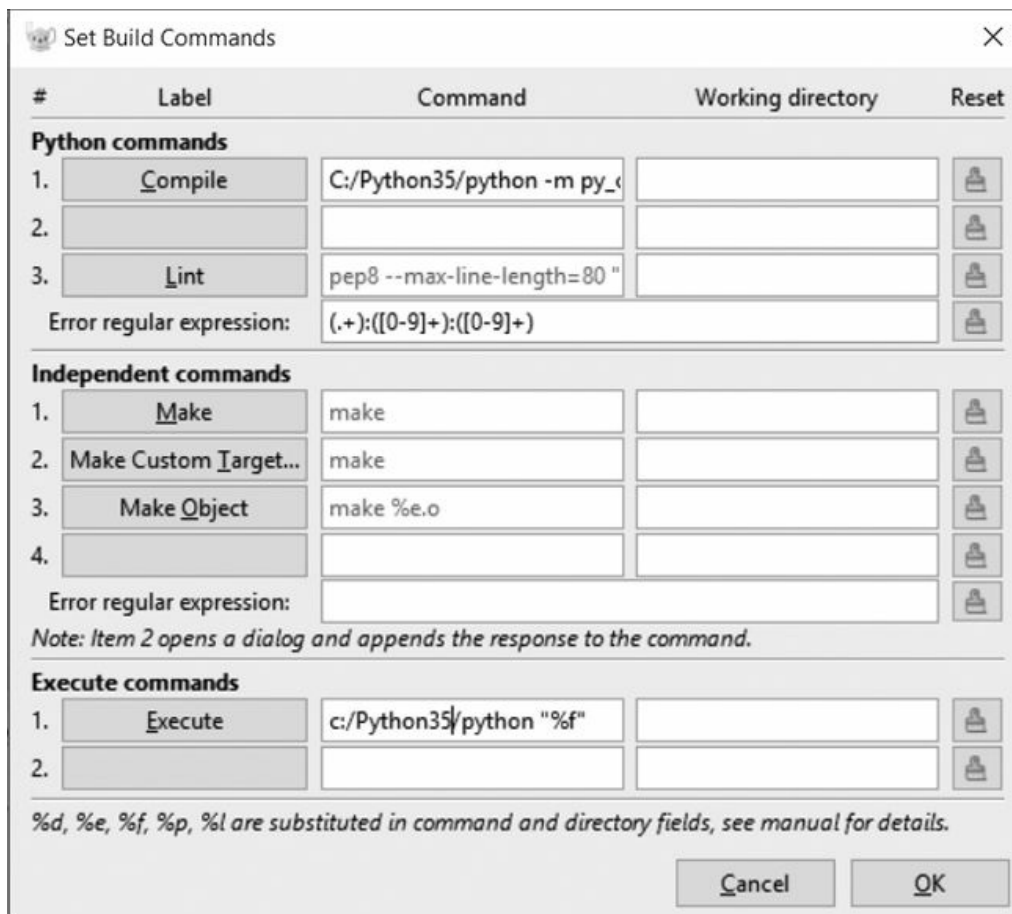 Set Build Commands
# Label Command Working directory Reset
Python commands
1. Compile C:/Python35/python -m py_
2.
3. Lint pep8 --max-line-length=80 "
Error regular expression: (.+):([0-9]+):([0-9]+)
Independent commands
1. Make make
2. Make Custom Target... make
3. Make Object make %e.o
4.
Error regular expression:
Note: Item 2 opens a dialog and appends the response to the command.
Execute commands
1. Execute c:/Python35/python "%f"
2.
%d, %e, %f, %p, %l are substituted in command and directory fields, see manual for details.
Cancel OK